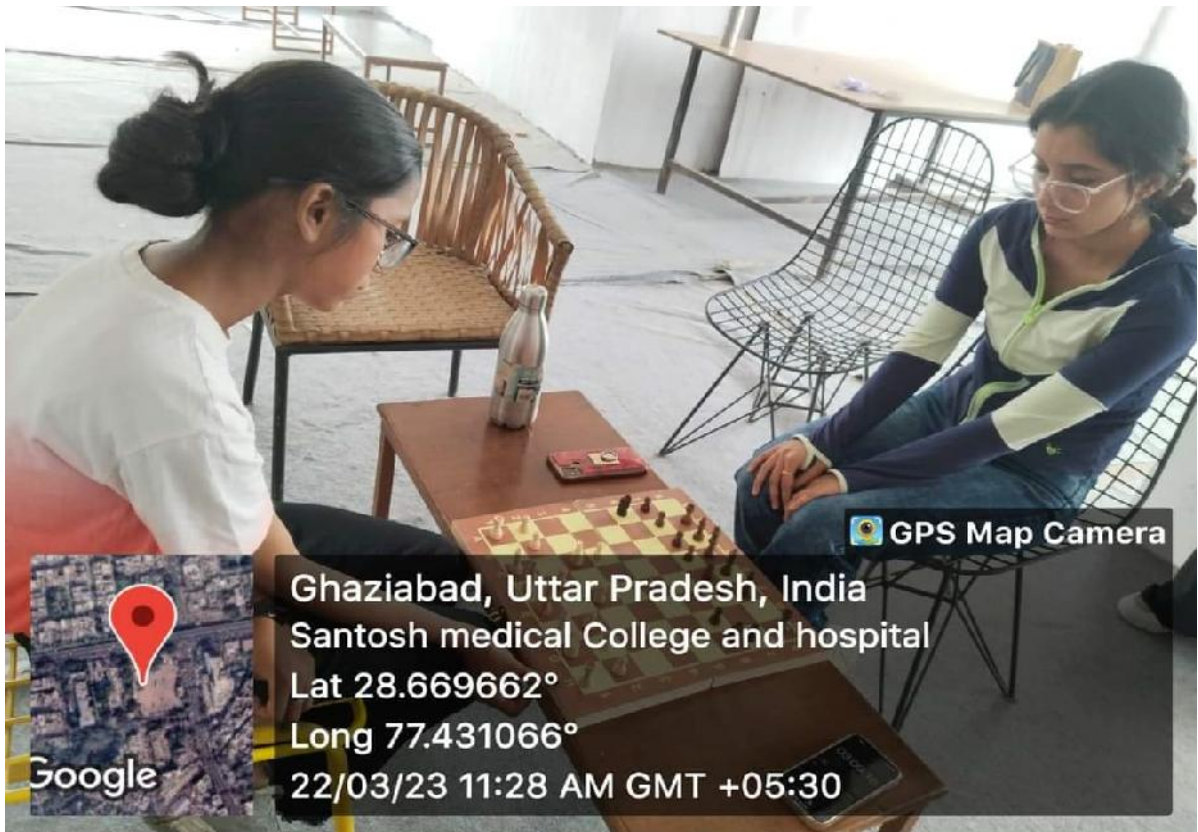 GPS Map Camera
Ghaziabad, Uttar Pradesh, India
Santosh medical College and hospital
Lat 28.669662°
Long 77.431066°
22/03/23 11:28 AM GMT +05:30
Google